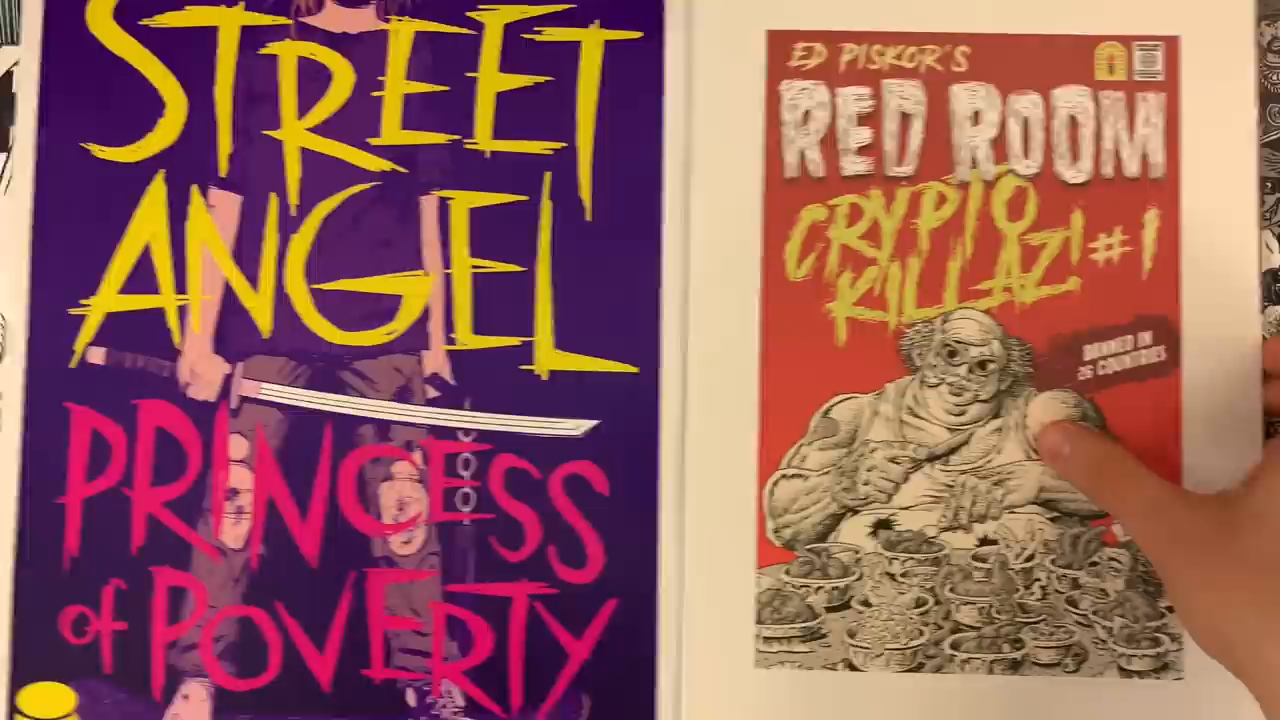 STREET
ANGEL
PRINCESS
of POVERTY
ED PISKOR'S
RED ROOM
CRYPTO
KILLAZ! #1
BANNED IN
26 COUNTRIES